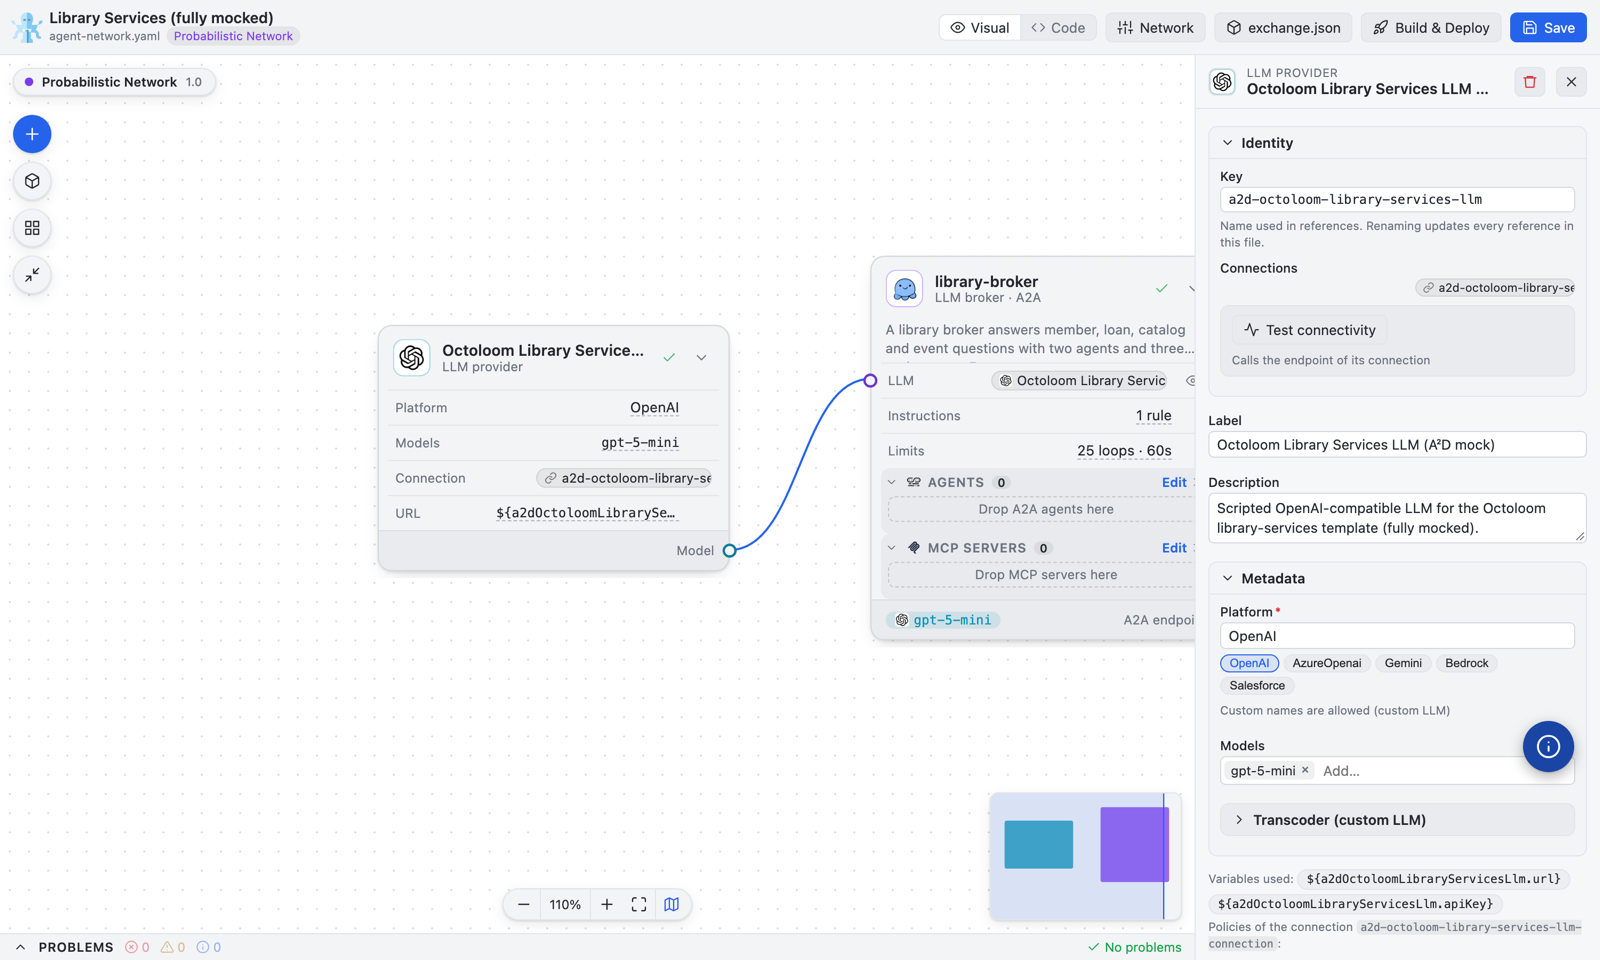 Library Services (fully mocked)
agent-network.yaml Probabilistic Network
Visual Code Network exchange.json Build & Deploy Save
Probabilistic Network 1.0
LLM PROVIDER
Octoloom Library Services LLM ...
Identity
Key
a2d-octoloom-library-services-llm
Name used in references. Renaming updates every reference in
this file.
Connections
a2d-octoloom-library-se
Test connectivity
Calls the endpoint of its connection
Label
Octoloom Library Services LLM (A²D mock)
Description
Scripted OpenAI-compatible LLM for the Octoloom
library-services template (fully mocked).
Metadata
Platform *
OpenAI
OpenAI AzureOpenai Gemini Bedrock
Salesforce
Custom names are allowed (custom LLM)
Models
gpt-5-mini × Add...
Transcoder (custom LLM)
Variables used: ${a2dOctoloomLibraryServicesLlm.url}
${a2dOctoloomLibraryServicesLlm.apiKey}
Policies of the connection a2d-octoloom-library-services-llm-
connection :
Octoloom Library Service...
LLM provider
Platform OpenAI
Models gpt-5-mini
Connection a2d-octoloom-library-se
URL ${a2dOctoloomLibrarySe...
Model
library-broker
LLM broker · A2A
A library broker answers member, loan, catalog
and event questions with two agents and three...
LLM Octoloom Library Servic
Instructions 1 rule
Limits 25 loops · 60s
AGENTS 0 Edit
Drop A2A agents here
MCP SERVERS 0 Edit
Drop MCP servers here
gpt-5-mini A2A endpoi
110%
PROBLEMS 0 0 0
No problems